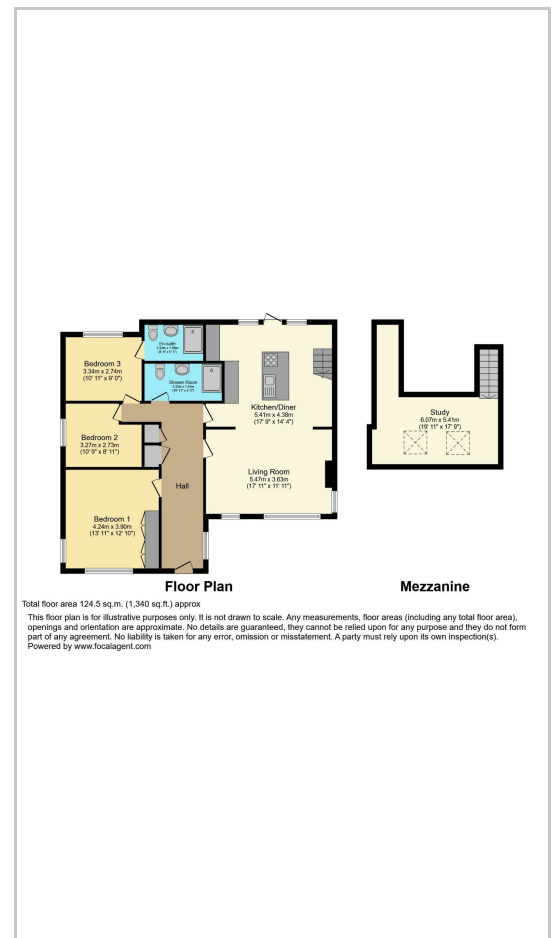 En-suite
Bedroom 3
3.34m x 2.74m
(10' 11" x 9' 0")
Shower Room
Kitchen/Diner
5.41m x 4.38m
(17' 9" x 14' 4")
Bedroom 2
3.27m x 2.73m
(10' 9" x 8' 11")
Study
6.07m x 5.41m
(19' 11" x 17' 9")
Living Room
5.47m x 3.63m
(17' 11" x 11' 11")
Hall
Bedroom 1
4.24m x 3.90m
(13' 11" x 12' 10")
Floor Plan
Mezzanine
Total floor area 124.5 sq.m. (1,340 sq.ft.) approx
This floor plan is for illustrative purposes only. It is not drawn to scale. Any measurements, floor areas (including any total floor area),
openings and orientation are approximate. No details are guaranteed, they cannot be relied upon for any purpose and they do not form
part of any agreement. No liability is taken for any error, omission or misstatement. A party must rely upon its own inspection(s).
Powered by www.focalagent.com